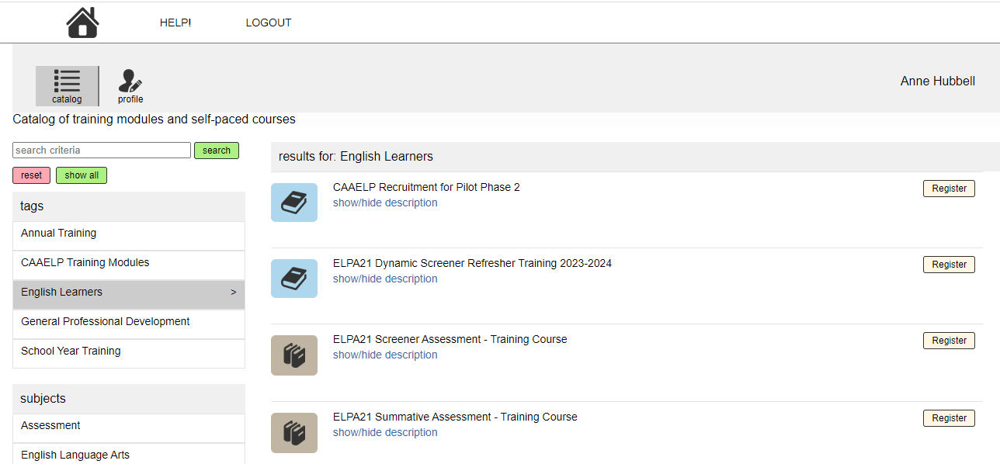 HELP!
LOGOUT
catalog
profile
Anne Hubbell
Catalog of training modules and self-paced courses
search criteria
search
reset
show all
tags
Annual Training
CAAELP Training Modules
English Learners >
General Professional Development
School Year Training
subjects
Assessment
English Language Arts
results for: English Learners
CAAELP Recruitment for Pilot Phase 2
Register
show/hide description
ELPA21 Dynamic Screener Refresher Training 2023-2024
Register
show/hide description
ELPA21 Screener Assessment - Training Course
Register
show/hide description
ELPA21 Summative Assessment - Training Course
Register
show/hide description